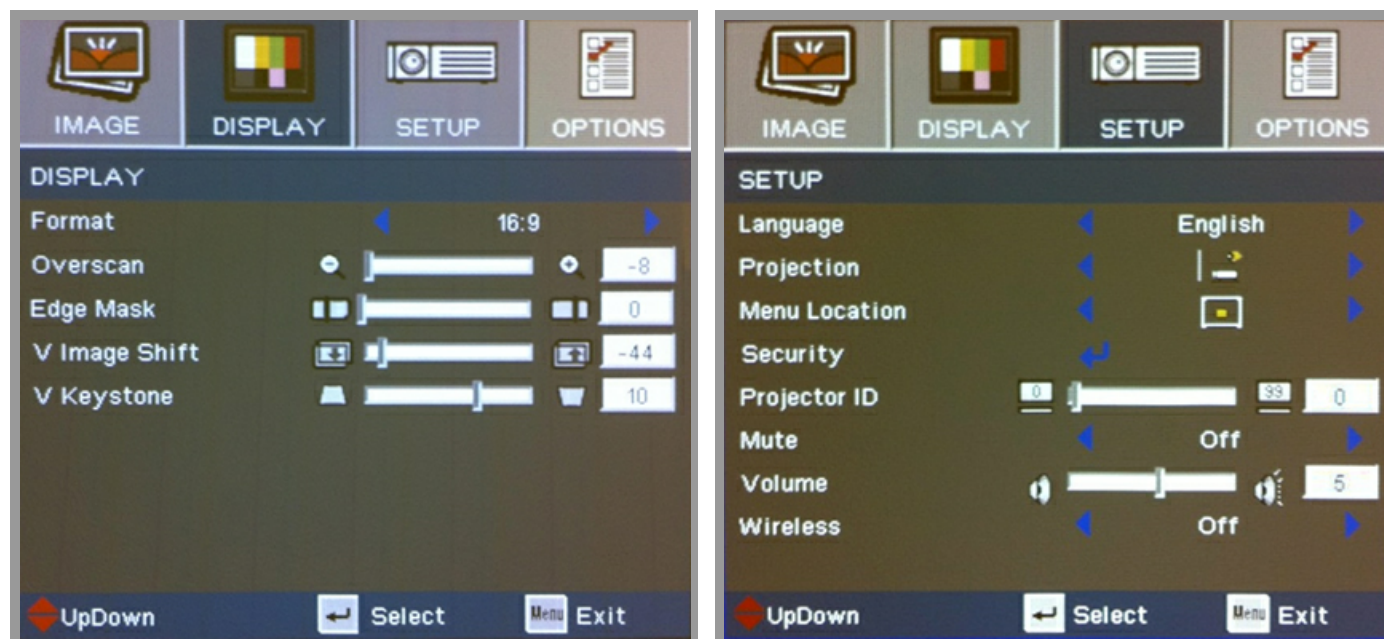 IMAGE DISPLAY SETUP OPTIONS
DISPLAY
Format 16:9
Overscan -8
Edge Mask 0
V Image Shift -44
V Keystone 10
UpDown Select Menu Exit
IMAGE DISPLAY SETUP OPTIONS
SETUP
Language English
Projection
Menu Location
Security
Projector ID 0 99 0
Mute Off
Volume 5
Wireless Off
UpDown Select Menu Exit